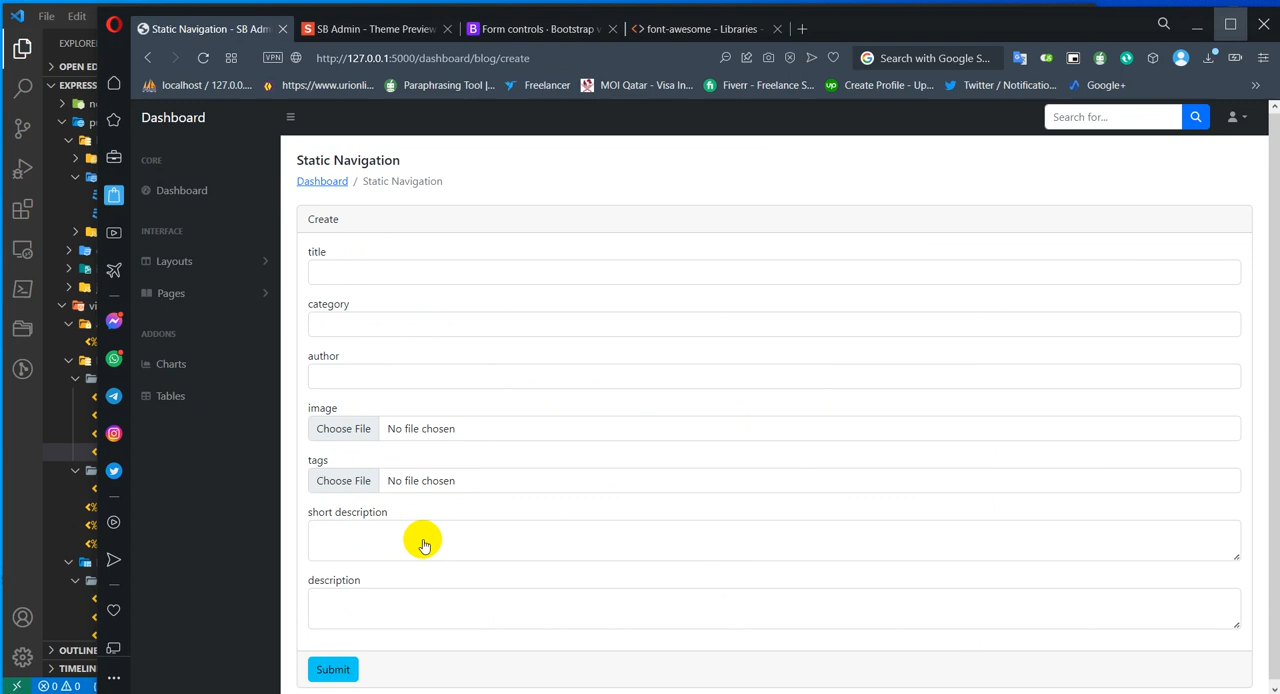 File Edit
Static Navigation - SB Adm
SB Admin - Theme Preview
Form controls · Bootstrap v
font-awesome - Libraries -
VPN
http://127.0.0.1:5000/dashboard/blog/create
Search with Google S...
localhost / 127.0.0....
https://www.urionli...
Paraphrasing Tool |...
Freelancer
MOI Qatar - Visa In...
Fiverr - Freelance S...
Create Profile - Up...
Twitter / Notificatio...
Google+
EXPLORE
OPEN ED
EXPRESS
OUTLINE
TIMELIN
0 0
Dashboard
Search for...
CORE
Dashboard
INTERFACE
Layouts
Pages
ADDONS
Charts
Tables
Static Navigation
Dashboard / Static Navigation
Create
title
category
author
image
Choose File No file chosen
tags
Choose File No file chosen
short description
description
Submit